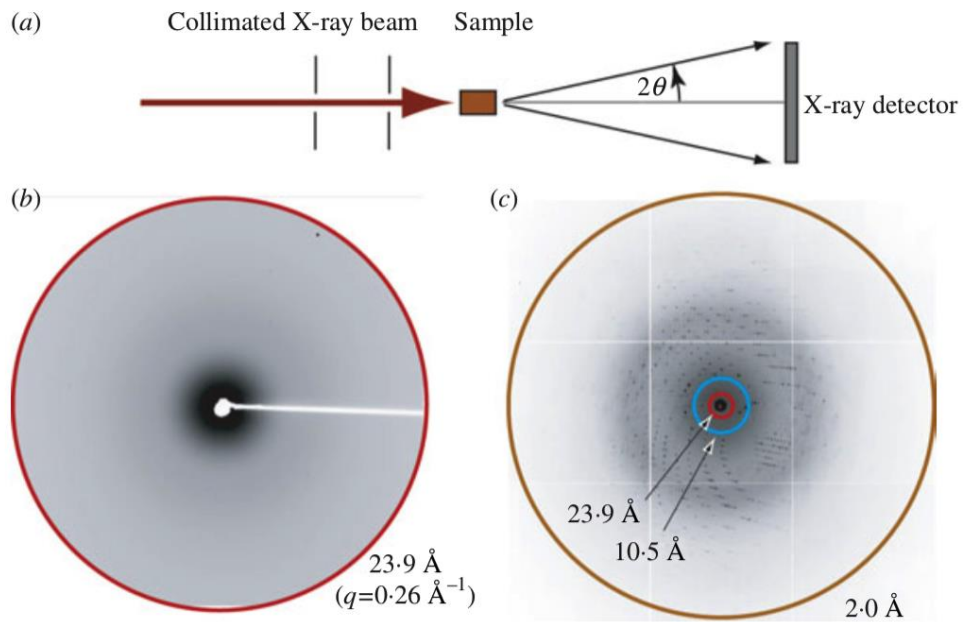 (a) Collimated X-ray beam Sample
2θ
X-ray detector
(b)
23·9 Å
(q=0·26 Å⁻¹)
(c)
23·9 Å
10·5 Å
2·0 Å